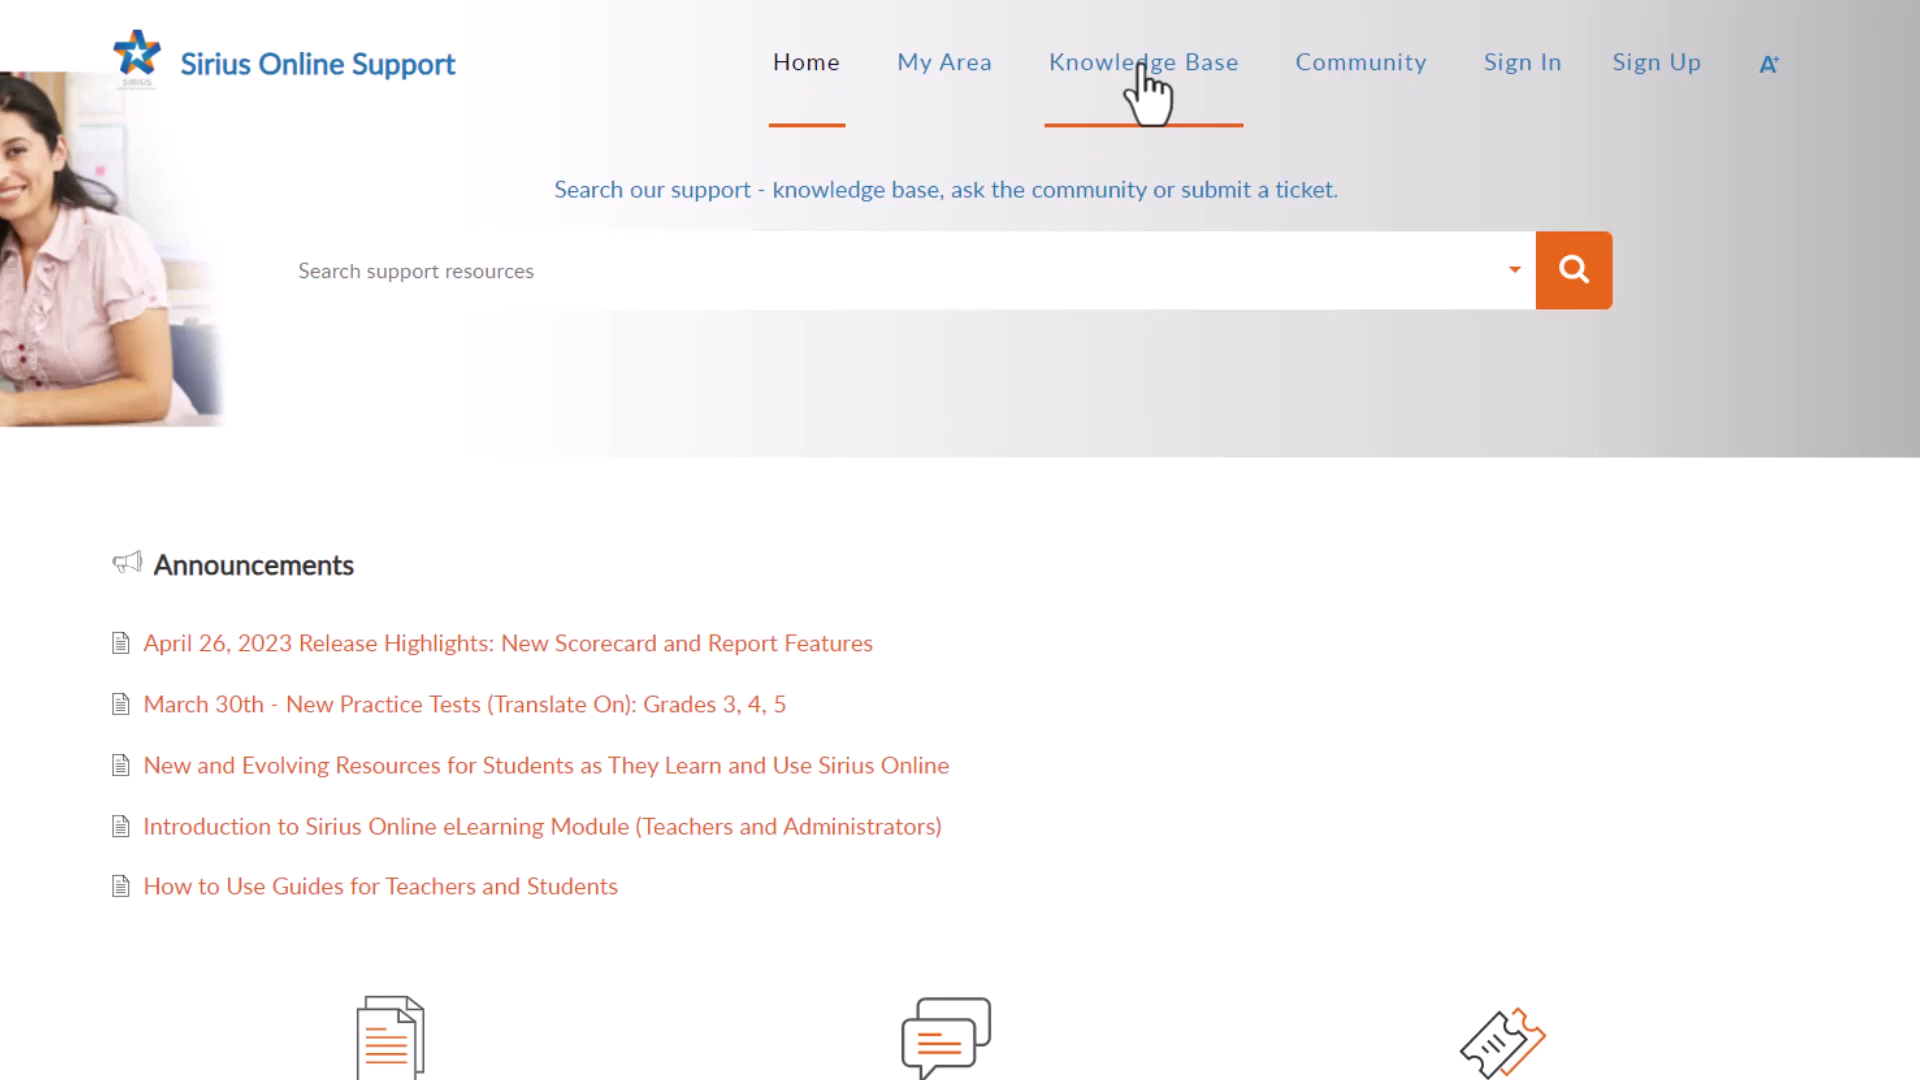 Sirius Online Support
Home
My Area
Knowledge Base
Community
Sign In
Sign Up
A+
SIRIUS
Search our support - knowledge base, ask the community or submit a ticket.
Search support resources
Announcements
April 26, 2023 Release Highlights: New Scorecard and Report Features
March 30th - New Practice Tests (Translate On): Grades 3, 4, 5
New and Evolving Resources for Students as They Learn and Use Sirius Online
Introduction to Sirius Online eLearning Module (Teachers and Administrators)
How to Use Guides for Teachers and Students